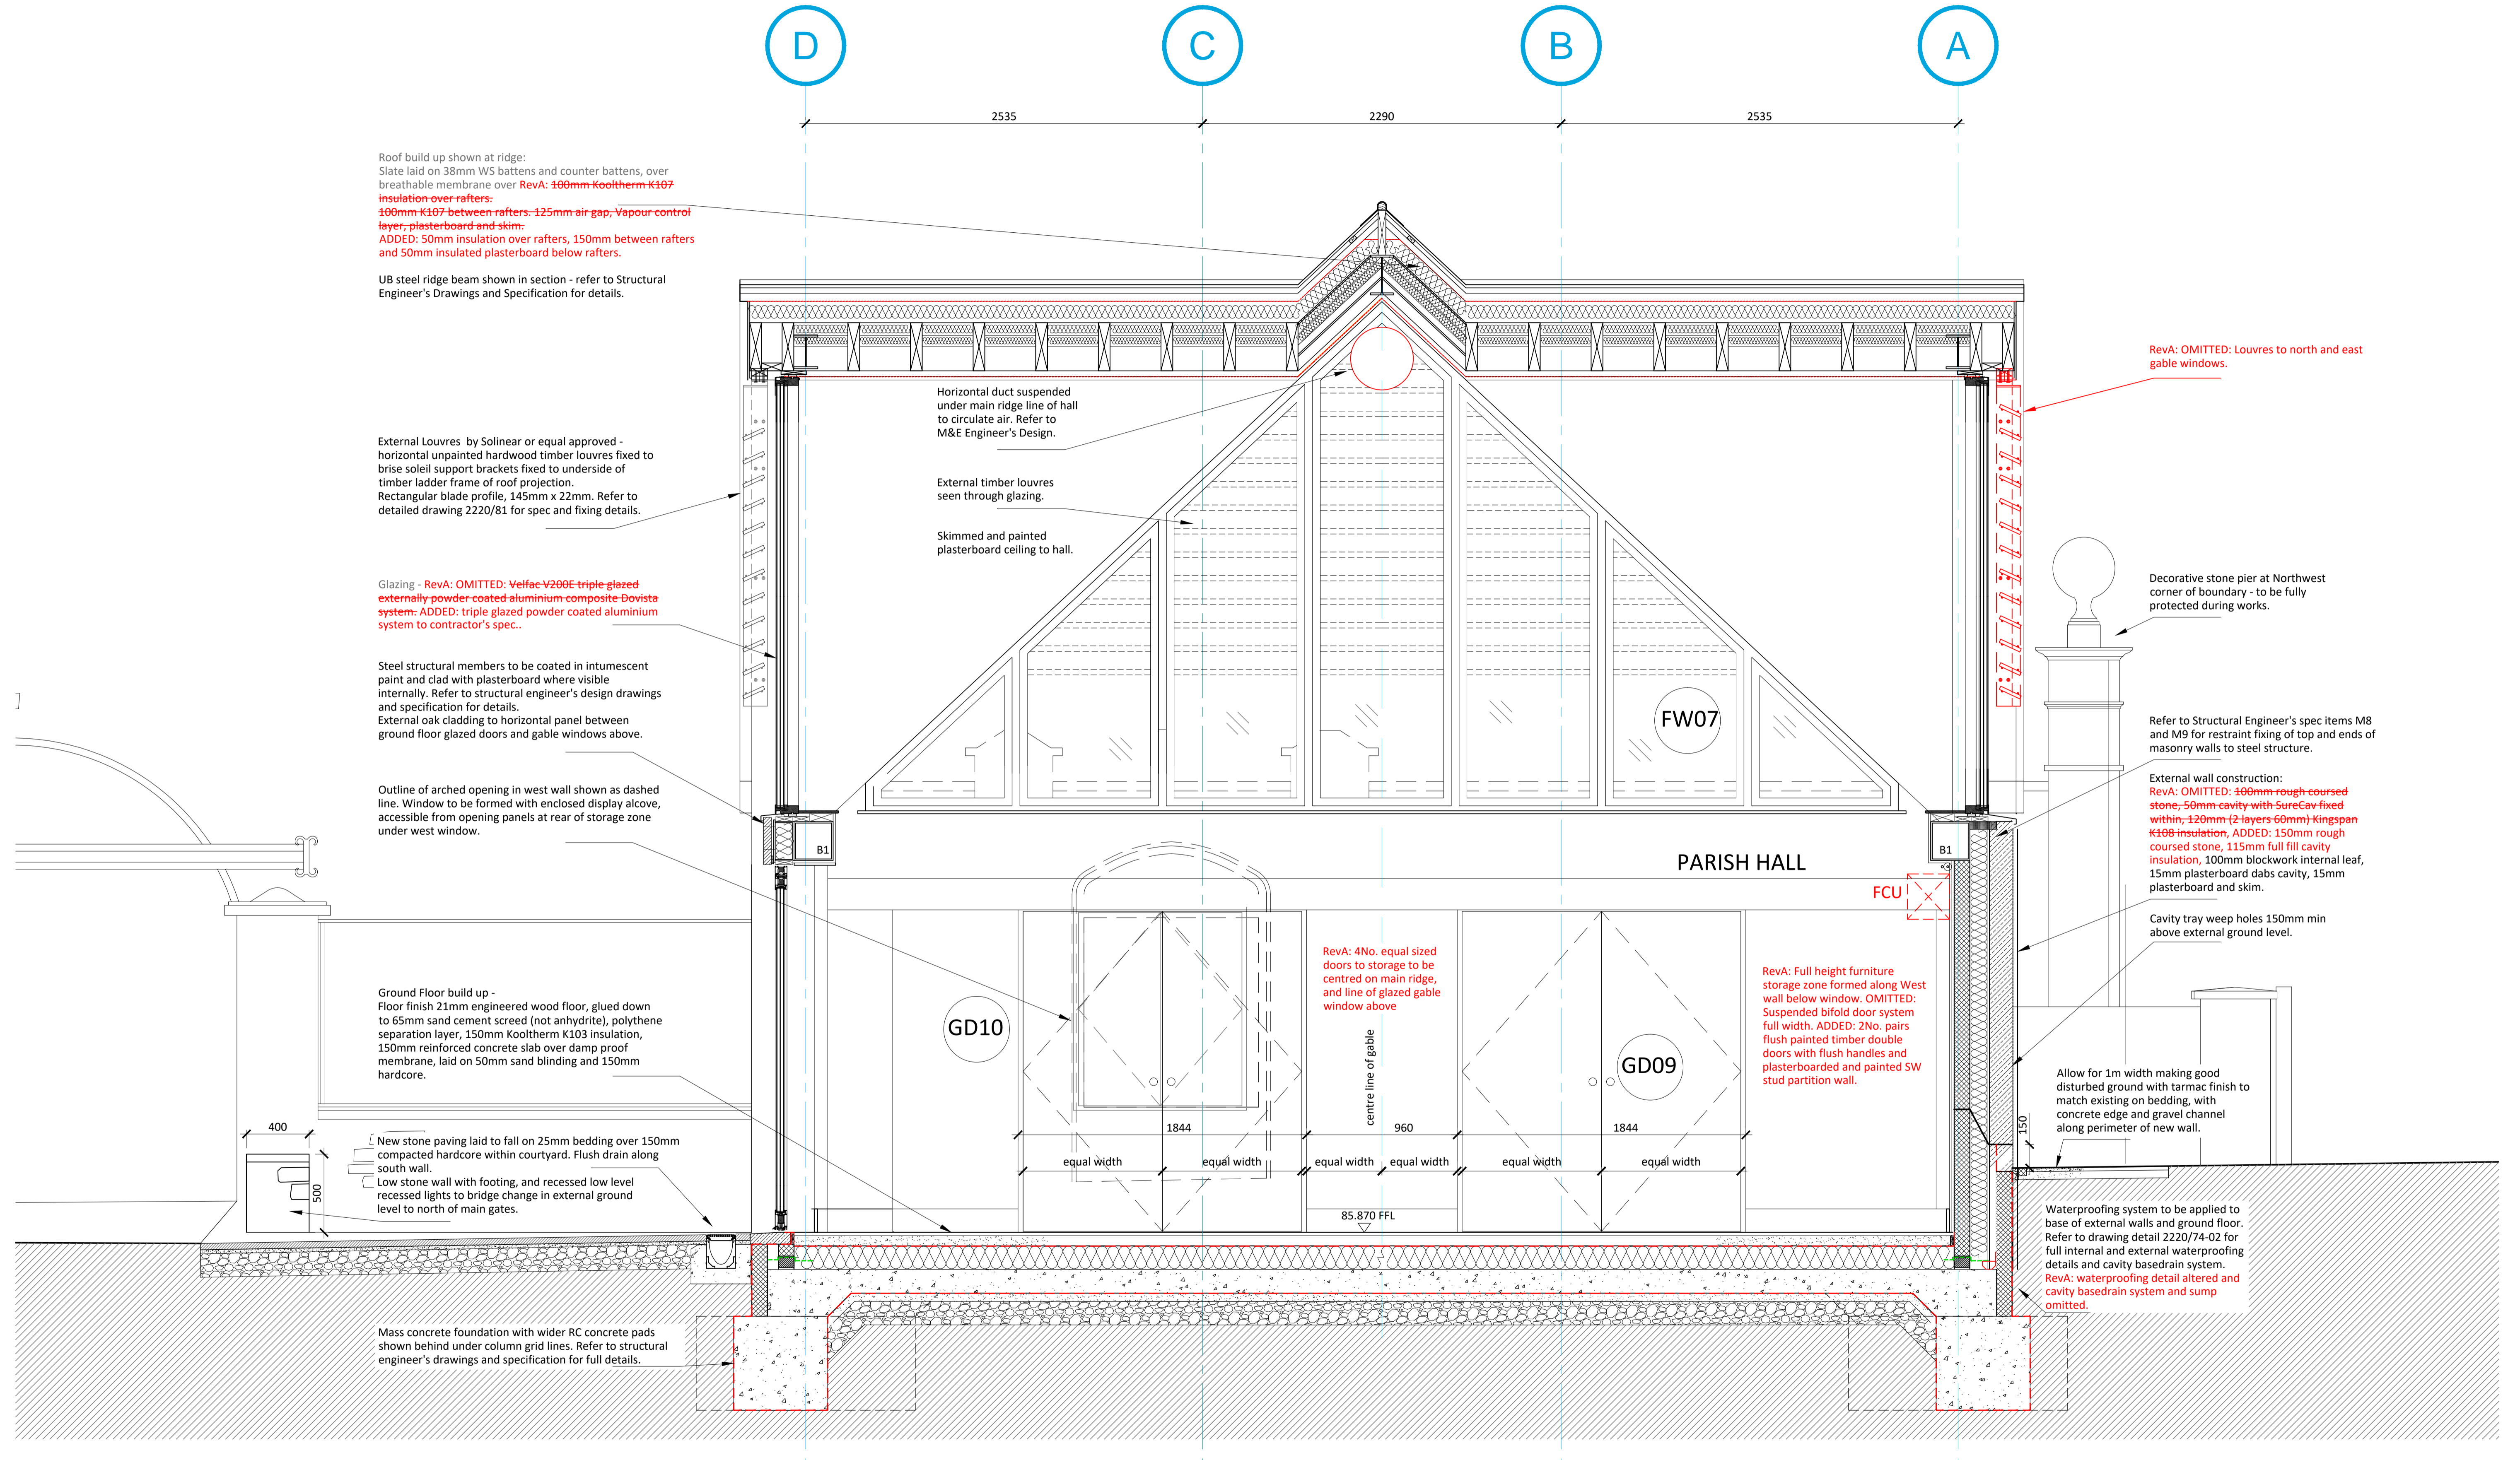 D
C
B
A
2535
2290
2535
Roof build up shown at ridge:
Slate laid on 38mm WS battens and counter battens, over
breathable membrane over RevA: 100mm Kooltherm K107
insulation over rafters.
100mm K107 between rafters. 125mm air gap, Vapour control
layer, plasterboard and skim.
ADDED: 50mm insulation over rafters, 150mm between rafters
and 50mm insulated plasterboard below rafters.
UB steel ridge beam shown in section - refer to Structural
Engineer's Drawings and Specification for details.
RevA: OMITTED: Louvres to north and east
gable windows.
Horizontal duct suspended
under main ridge line of hall
to circulate air. Refer to
M&E Engineer's Design.
External Louvres  by Solinear or equal approved -
horizontal unpainted hardwood timber louvres fixed to
brise soleil support brackets fixed to underside of
timber ladder frame of roof projection.
Rectangular blade profile, 145mm x 22mm. Refer to
detailed drawing 2220/81 for spec and fixing details.
External timber louvres
seen through glazing.
Skimmed and painted
plasterboard ceiling to hall.
Glazing - RevA: OMITTED: Velfac V200E triple glazed
externally powder coated aluminium composite Dovista
system. ADDED: triple glazed powder coated aluminium
system to contractor's spec..
Decorative stone pier at Northwest
corner of boundary - to be fully
protected during works.
Steel structural members to be coated in intumescent
paint and clad with plasterboard where visible
internally. Refer to structural engineer's design drawings
and specification for details.
External oak cladding to horizontal panel between
ground floor glazed doors and gable windows above.
FW07
Refer to Structural Engineer's spec items M8
and M9 for restraint fixing of top and ends of
masonry walls to steel structure.
Outline of arched opening in west wall shown as dashed
line. Window to be formed with enclosed display alcove,
accessible from opening panels at rear of storage zone
under west window.
External wall construction:
RevA: OMITTED: 100mm rough coursed
stone, 50mm cavity with SureCav fixed
within, 120mm (2 layers 60mm) Kingspan
K108 insulation, ADDED: 150mm rough
coursed stone, 115mm full fill cavity
insulation, 100mm blockwork internal leaf,
15mm plasterboard dabs cavity, 15mm
plasterboard and skim.
B1
B1
PARISH HALL
FCU
Cavity tray weep holes 150mm min
above external ground level.
RevA: 4No. equal sized
doors to storage to be
centred on main ridge,
and line of glazed gable
window above
RevA: Full height furniture
storage zone formed along West
wall below window. OMITTED:
Suspended bifold door system
full width. ADDED: 2No. pairs
flush painted timber double
doors with flush handles and
plasterboarded and painted SW
stud partition wall.
Ground Floor build up -
Floor finish 21mm engineered wood floor, glued down
to 65mm sand cement screed (not anhydrite), polythene
separation layer, 150mm Kooltherm K103 insulation,
150mm reinforced concrete slab over damp proof
membrane, laid on 50mm sand blinding and 150mm
hardcore.
GD10
GD09
centre line of gable
Allow for 1m width making good
disturbed ground with tarmac finish to
match existing on bedding, with
concrete edge and gravel channel
along perimeter of new wall.
150
400
500
1844
960
1844
New stone paving laid to fall on 25mm bedding over 150mm
compacted hardcore within courtyard. Flush drain along
south wall.
Low stone wall with footing, and recessed low level
recessed lights to bridge change in external ground
level to north of main gates.
equal width
equal width
equal width
equal width
equal width
equal width
85.870 FFL
Waterproofing system to be applied to
base of external walls and ground floor.
Refer to drawing detail 2220/74-02 for
full internal and external waterproofing
details and cavity basedrain system.
RevA: waterproofing detail altered and
cavity basedrain system and sump
omitted.
Mass concrete foundation with wider RC concrete pads
shown behind under column grid lines. Refer to structural
engineer's drawings and specification for full details.